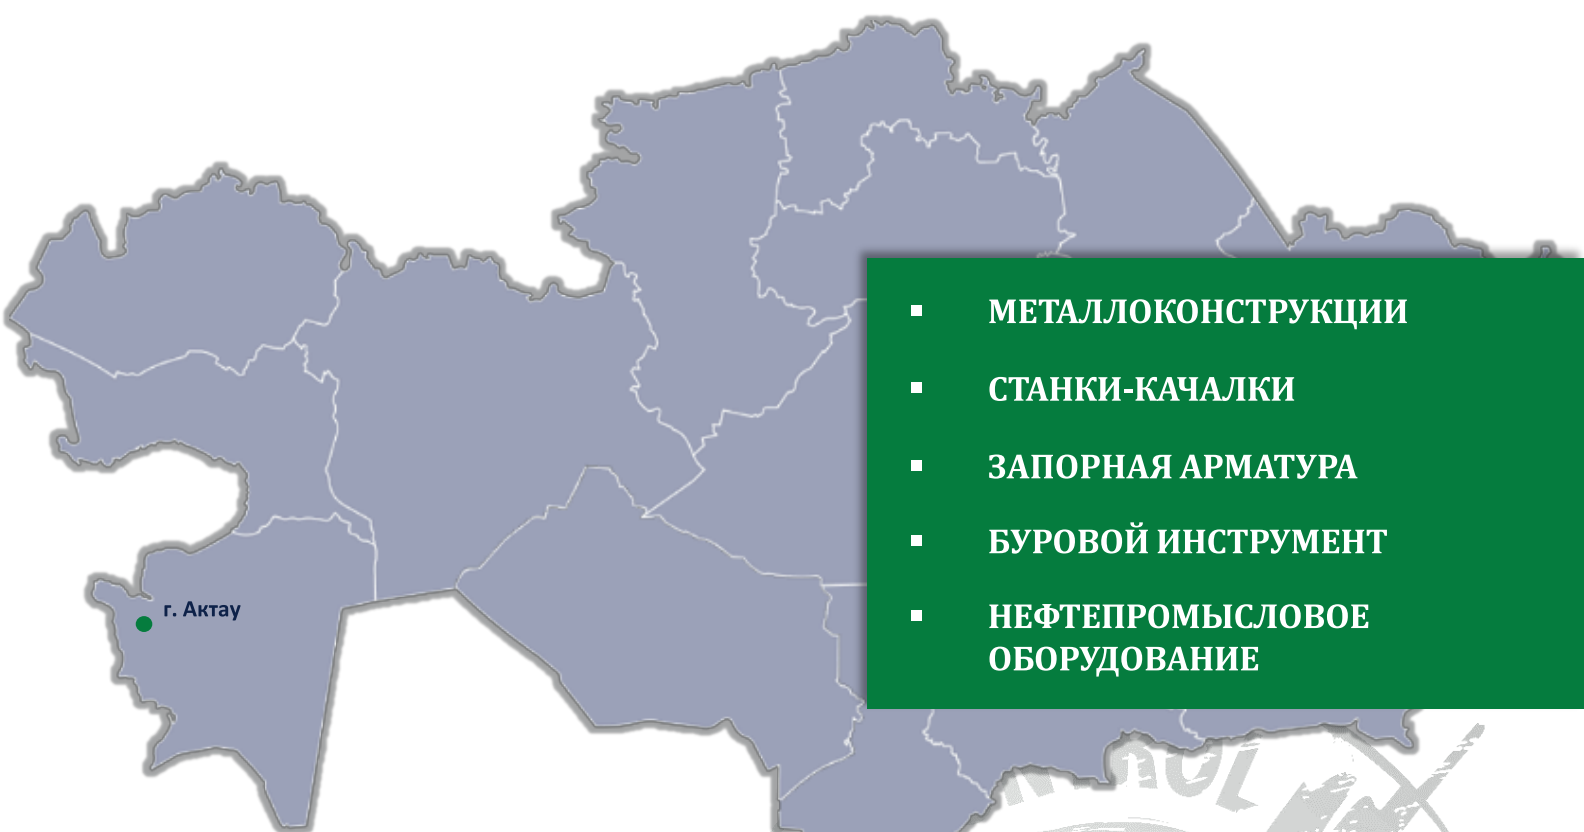 МЕТАЛЛОКОНСТРУКЦИИ
СТАНКИ-КАЧАЛКИ
ЗАПОРНАЯ АРМАТУРА
БУРОВОЙ ИНСТРУМЕНТ
НЕФТЕПРОМЫСЛОВОЕ
ОБОРУДОВАНИЕ
г. Актау